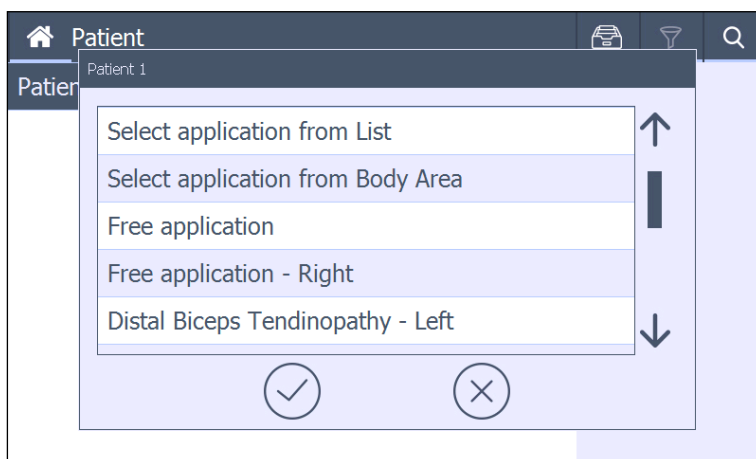 Patient
Patient 1
Patien
Select application from List
Select application from Body Area
Free application
Free application - Right
Distal Biceps Tendinopathy - Left